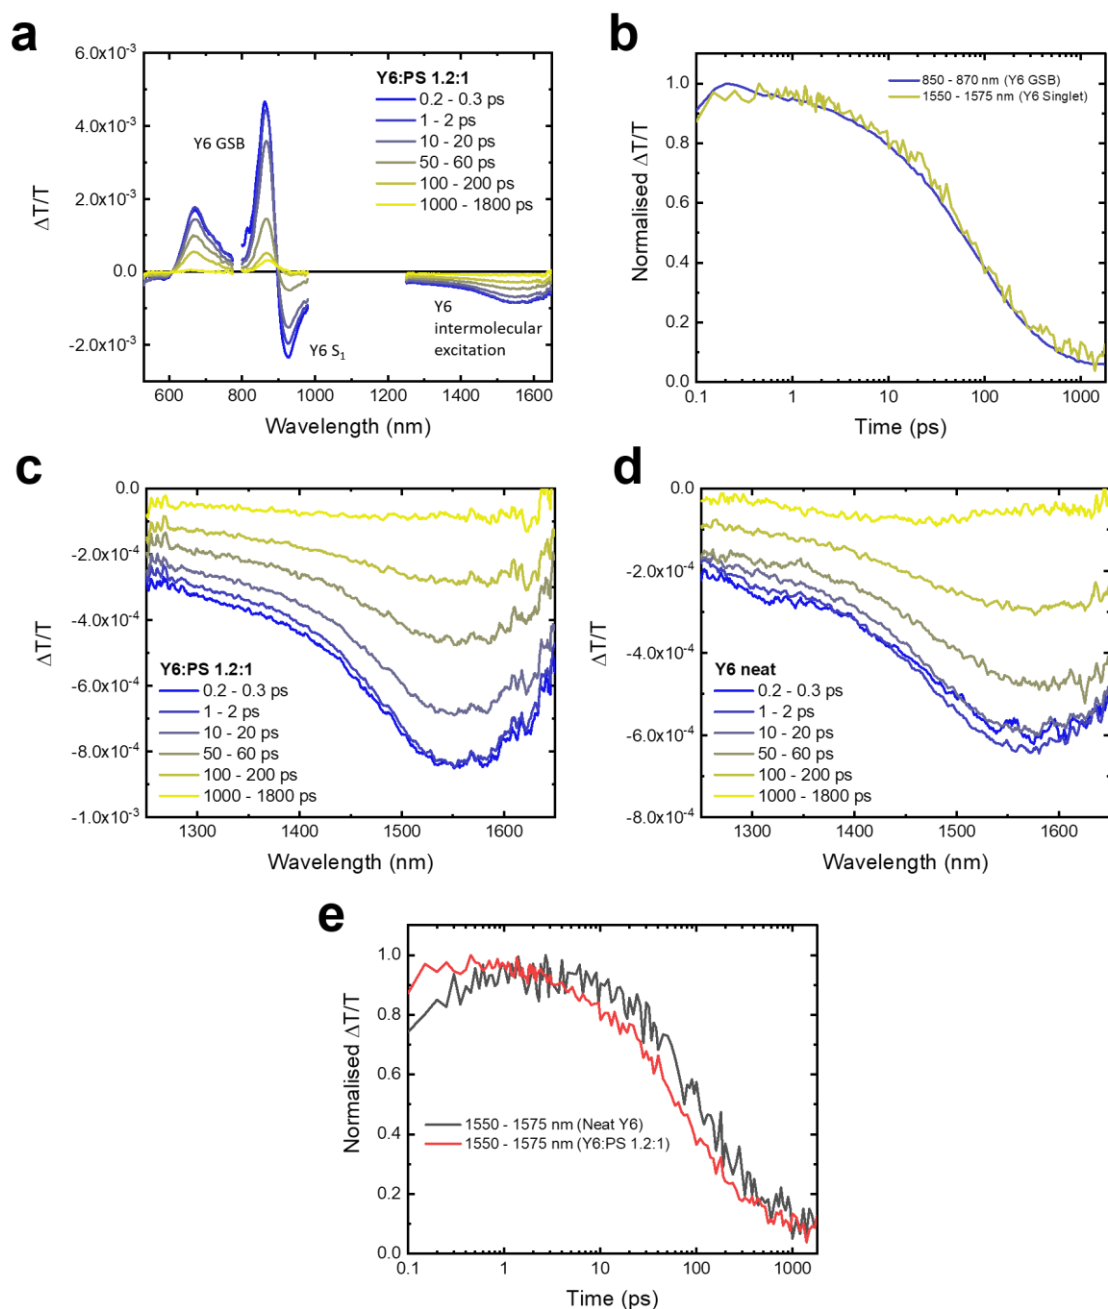 a
6.0x10⁻³
4.0x10⁻³
2.0x10⁻³
0.0
-2.0x10⁻³
ΔT/T
Y6:PS 1.2:1
0.2 - 0.3 ps
1 - 2 ps
10 - 20 ps
50 - 60 ps
100 - 200 ps
1000 - 1800 ps
Y6 GSB
Y6 S₁
Y6
intermolecular
excitation
600 800 1000 1200 1400 1600
Wavelength (nm)
b
1.0
0.8
0.6
0.4
0.2
0.0
Normalised ΔT/T
850 - 870 nm (Y6 GSB)
1550 - 1575 nm (Y6 Singlet)
0.1 1 10 100 1000
Time (ps)
c
0.0
-2.0x10⁻⁴
-4.0x10⁻⁴
-6.0x10⁻⁴
-8.0x10⁻⁴
-1.0x10⁻³
ΔT/T
Y6:PS 1.2:1
0.2 - 0.3 ps
1 - 2 ps
10 - 20 ps
50 - 60 ps
100 - 200 ps
1000 - 1800 ps
1300 1400 1500 1600
Wavelength (nm)
d
0.0
-2.0x10⁻⁴
-4.0x10⁻⁴
-6.0x10⁻⁴
-8.0x10⁻⁴
ΔT/T
Y6 neat
0.2 - 0.3 ps
1 - 2 ps
10 - 20 ps
50 - 60 ps
100 - 200 ps
1000 - 1800 ps
1300 1400 1500 1600
Wavelength (nm)
e
1.0
0.8
0.6
0.4
0.2
0.0
Normalised ΔT/T
1550 - 1575 nm (Neat Y6)
1550 - 1575 nm (Y6:PS 1.2:1)
0.1 1 10 100 1000
Time (ps)